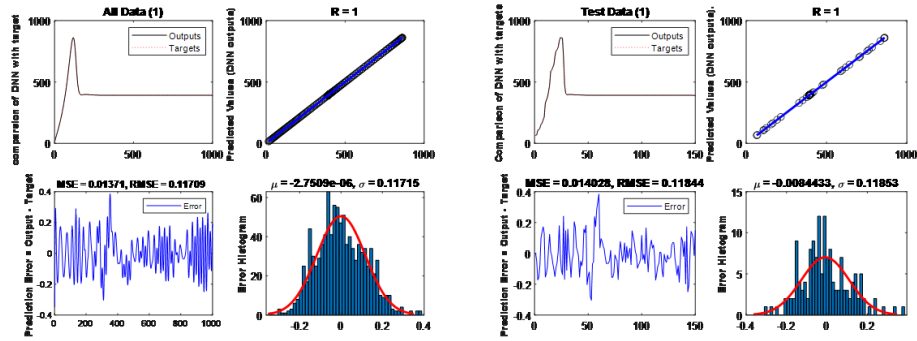 All Data (1)
R = 1
comparsion of DNN with target
Outputs
Targets
1000
500
0
0
500
1000
Predicted Values (DNN outputs)
1000
500
0
0
500
1000
MSE = 0.01371, RMSE = 0.11709
Prediction Error = Output - Target
Error
0.4
0.2
0
-0.2
-0.4
0
200
400
600
800
1000
μ = -2.7509e-06, σ = 0.11715
Error Histogram
60
40
20
0
-0.2
0
0.2
0.4
Test Data (1)
R = 1
Comparison of DNN with targets
Outputs
Targets
1000
500
0
0
50
100
150
Predicted Values (DNN outputs).
1000
500
0
0
500
1000
MSE = 0.014028, RMSE = 0.11844
Prediction Error = Output - Target
Error
0.4
0.2
0
-0.2
-0.4
0
50
100
150
μ = -0.0084433, σ = 0.11853
Error Histogram
15
10
5
0
-0.4
-0.2
0
0.2